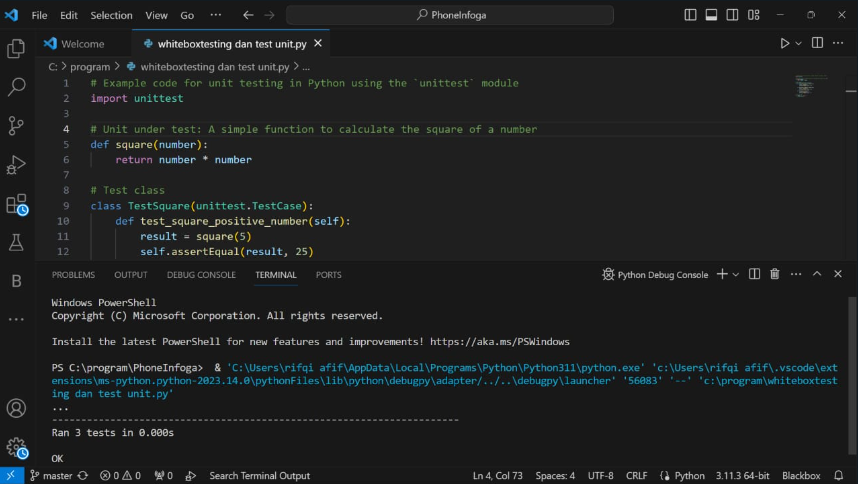 File Edit Selection View Go ··· PhoneInfoga
Welcome whiteboxtesting dan test unit.py
C: > program > whiteboxtesting dan test unit.py > ...
1 # Example code for unit testing in Python using the `unittest` module
2 import unittest
3
4 # Unit under test: A simple function to calculate the square of a number
5 def square(number):
6 return number * number
7
8 # Test class
9 class TestSquare(unittest.TestCase):
10 def test_square_positive_number(self):
11 result = square(5)
12 self.assertEqual(result, 25)
PROBLEMS OUTPUT DEBUG CONSOLE TERMINAL PORTS Python Debug Console
Windows PowerShell
Copyright (C) Microsoft Corporation. All rights reserved.
Install the latest PowerShell for new features and improvements! https://aka.ms/PSWindows
PS C:\program\PhoneInfoga> & 'C:\Users\rifqi afif\AppData\Local\Programs\Python\Python311\python.exe' 'c:\Users\rifqi afif\.vscode\ext
ensions\ms-python.python-2023.14.0\pythonFiles\lib\python\debugpy\adapter/../..\debugpy\launcher' '56083' '--' 'c:\program\whiteboxtest
ing dan test unit.py'
...
----------------------------------------------------------------------
Ran 3 tests in 0.000s
OK
master 0 0 0 Search Terminal Output Ln 4, Col 73 Spaces: 4 UTF-8 CRLF Python 3.11.3 64-bit Blackbox